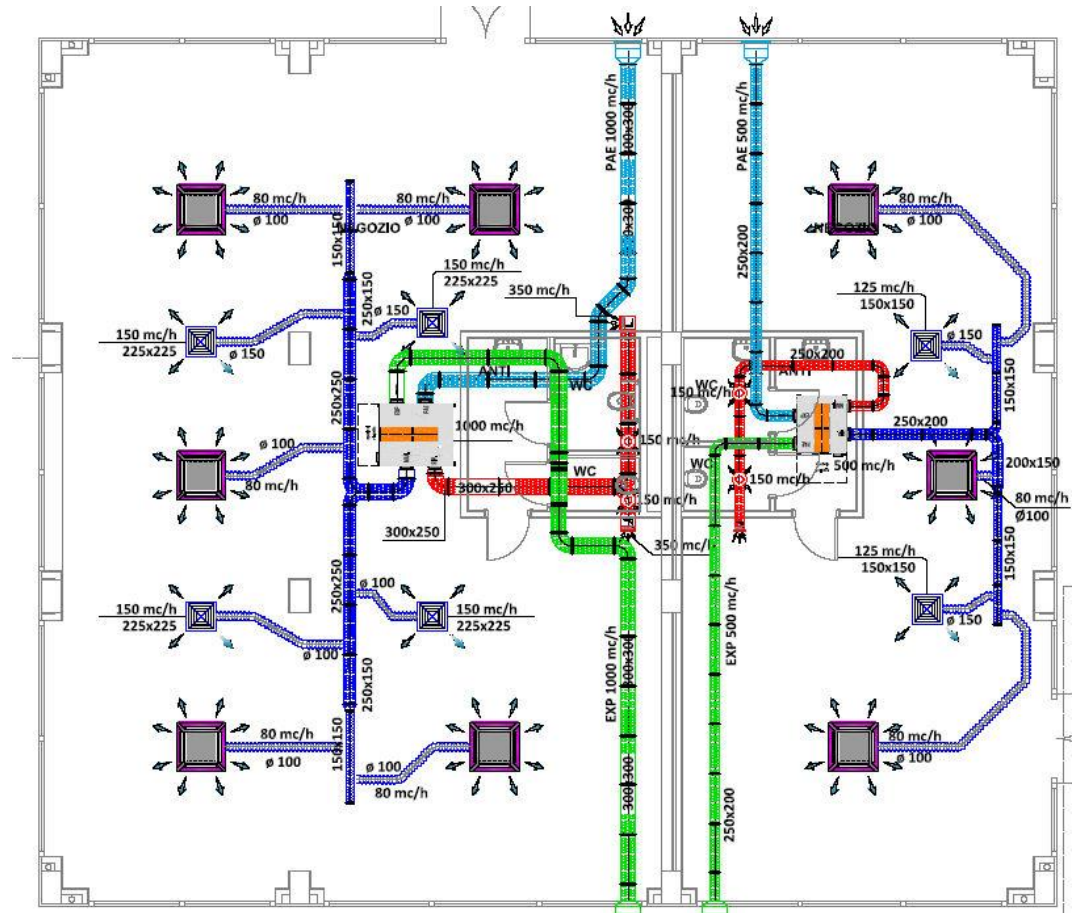 PAE 1000 mc/h
300x300
PAE 500 mc/h
250x200
80 mc/h
ø 100
80 mc/h
ø 100
150x150
NEGOZIO
80 mc/h
ø 100
NEGOZIO
150 mc/h
225x225
350 mc/h
125 mc/h
150x150
250x150
ø 150
150 mc/h
225x225
ø 150
ø 150
250x200
ANTI
WC
150 mc/h
WC
ANTI
150x150
250x250
1000 mc/h
150 mc/h
250x200
ø 100
80 mc/h
WC
WC
500 mc/h
200x150
300x250
150 mc/h
150 mc/h
80 mc/h
Ø100
300x250
350 mc/h
125 mc/h
150x150
150x150
250x250
ø 100
150 mc/h
225x225
150 mc/h
225x225
ø 150
ø 100
EXP 500 mc/h
EXP 1000 mc/h
300x300
250x150
80 mc/h
ø 100
150x150
ø 100
80 mc/h
80 mc/h
ø 100
300x300
250x200